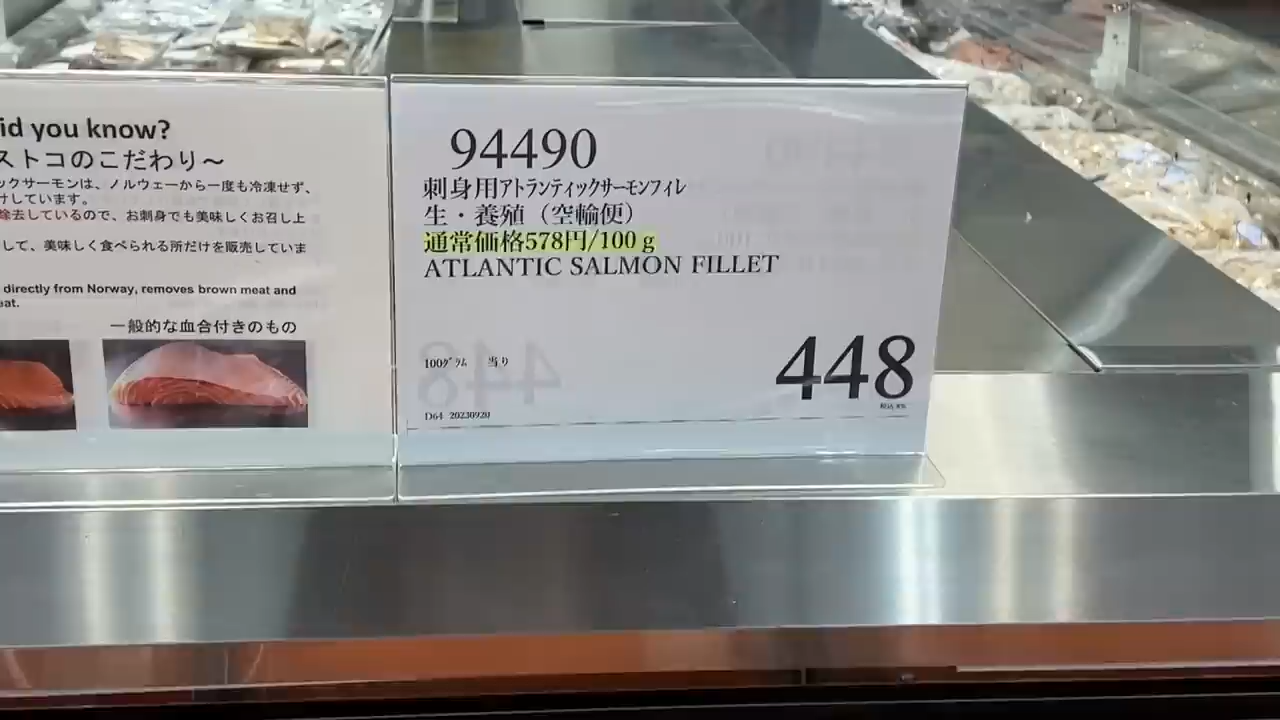 id you know?
ストコのこだわり～
ックサーモンは、ノルウェーから一度も冷凍せず、
けしています。
除去しているので、お刺身でも美味しくお召し上
して、美味しく食べられる所だけを販売していま
directly from Norway, removes brown meat and
eat.
一般的な血合付きのもの
94490
刺身用アトランティックサーモンフィレ
生・養殖（空輸便）
通常価格578円/100ｇ
ATLANTIC SALMON FILLET
100グラム 当り
448
税込 8%
D64 20230920